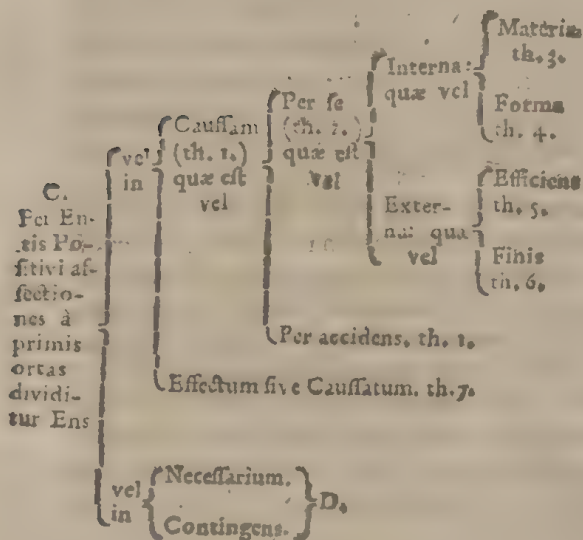 C.
Per En-
tis Po-
sitivi af-
fectio-
nes à
primis
ortas
dividi-
tur Ens
vel
in
Caussam
(th. 1.)
quæ est
vel
Per se
(th. 2.)
quæ est
vel
Interna:
quæ vel
Materia
th. 3.
Forma
th. 4.
Exter-
na: qua
vel
Efficiens
th. 5.
Finis
th. 6.
Per accidens. th. 1.
Effectum sive Caussatum. th. 7.
vel
in
Necessarium.
Contingens.
D.